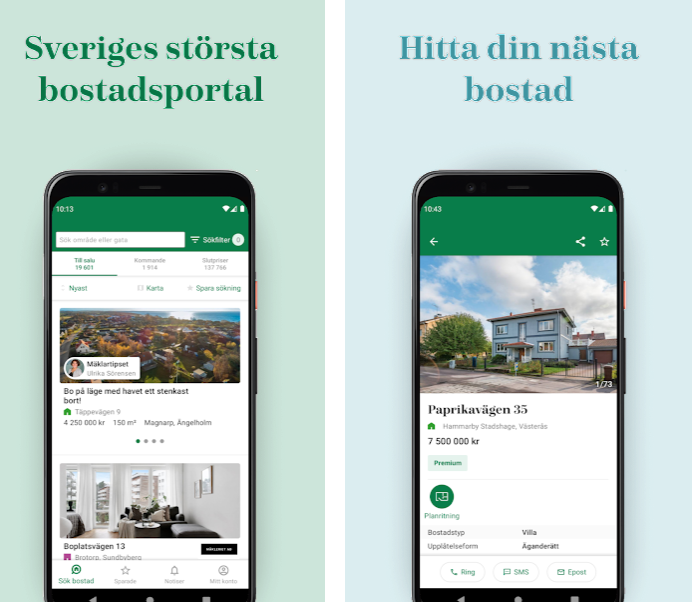 Sveriges största
bostadsportal
10:13
Sök område eller gata
Sökfilter 0
Till salu
19 601
Kommande
1 914
Slutpriser
137 766
Nyast
Karta
Spara sökning
Mäklartipset
Ulrika Sörensen
Bo på läge med havet ett stenkast
bort!
Täppevägen 9
4 250 000 kr 150 m² Magnarp, Ängelholm
Boplatsvägen 13
Brotorp, Sundbyberg
Sök bostad
Sparade
Notiser
Mitt konto
Hitta din nästa
bostad
10:43
1/73
Paprikavägen 35
Hammarby Stadshage, Västerås
7 500 000 kr
Premium
Planritning
Bostadstyp Villa
Upplåtelseform Äganderätt
Ring
SMS
Epost